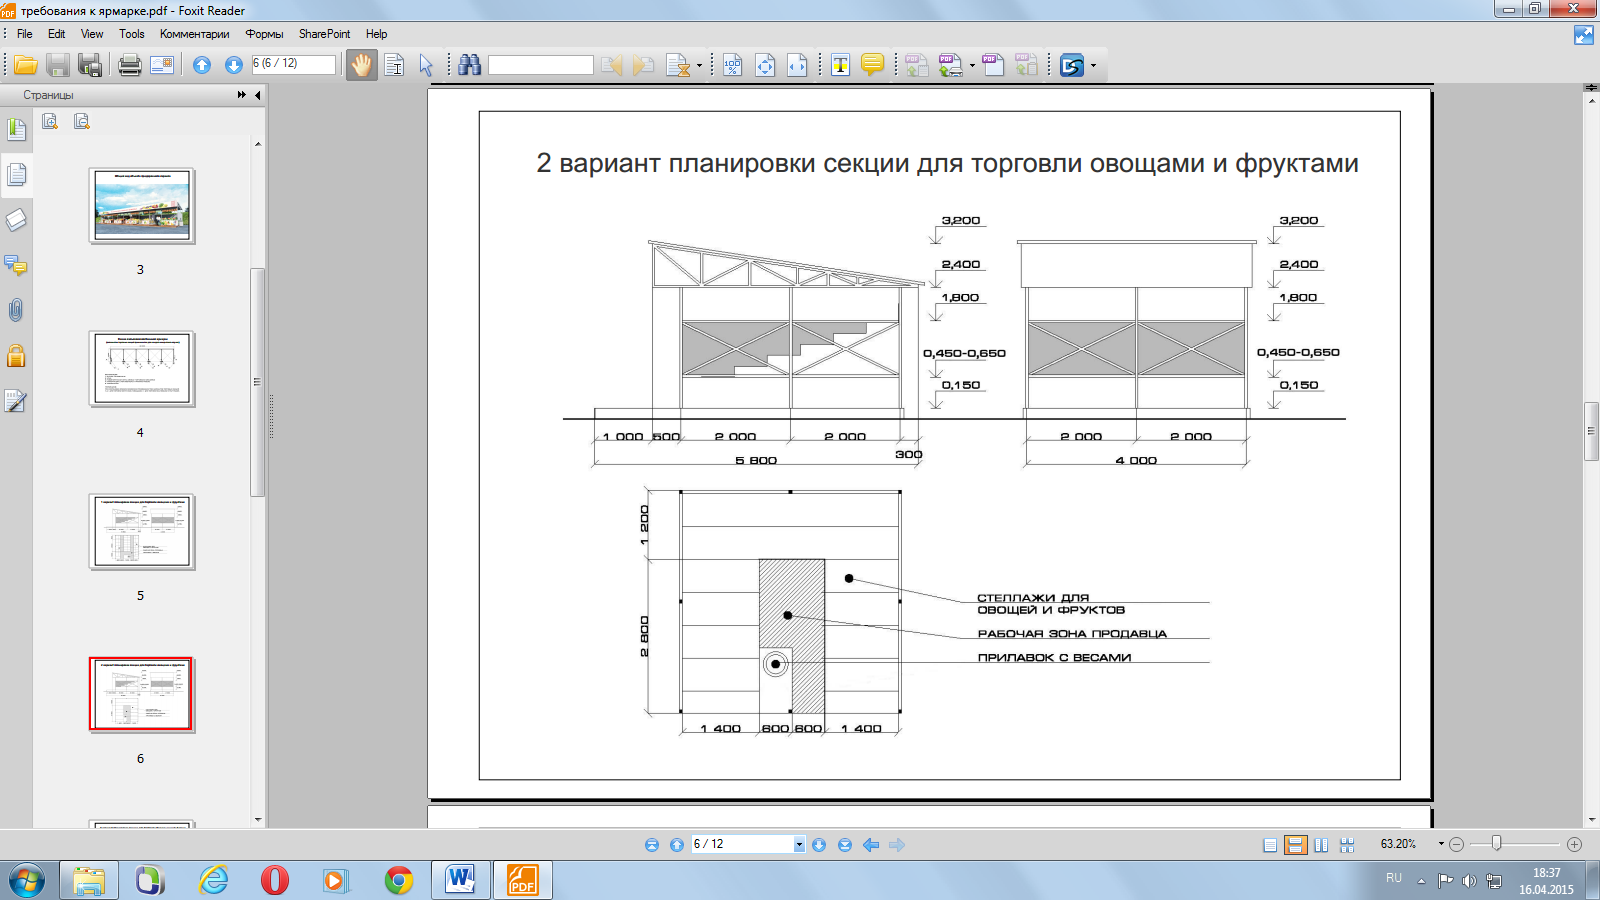 требования к ярмарке.pdf - Foxit Reader
File Edit View Tools Комментарии Формы SharePoint Help
6 (6 / 12)
Страницы
3
4
5
6
2 вариант планировки секции для торговли овощами и фруктами
3,200
2,400
1,800
0,450-0,650
0,150
3,200
2,400
1,800
0,450-0,650
0,150
1 000 500 2 000 2 000
300
5 800
2 000 2 000
4 000
1 200
2 800
СТЕЛЛАЖИ ДЛЯ
ОВОЩЕЙ И ФРУКТОВ
РАБОЧАЯ ЗОНА ПРОДАВЦА
ПРИЛАВОК С ВЕСАМИ
1 400 600 600 1 400
6 / 12
63.20%
RU
18:37
16.04.2015